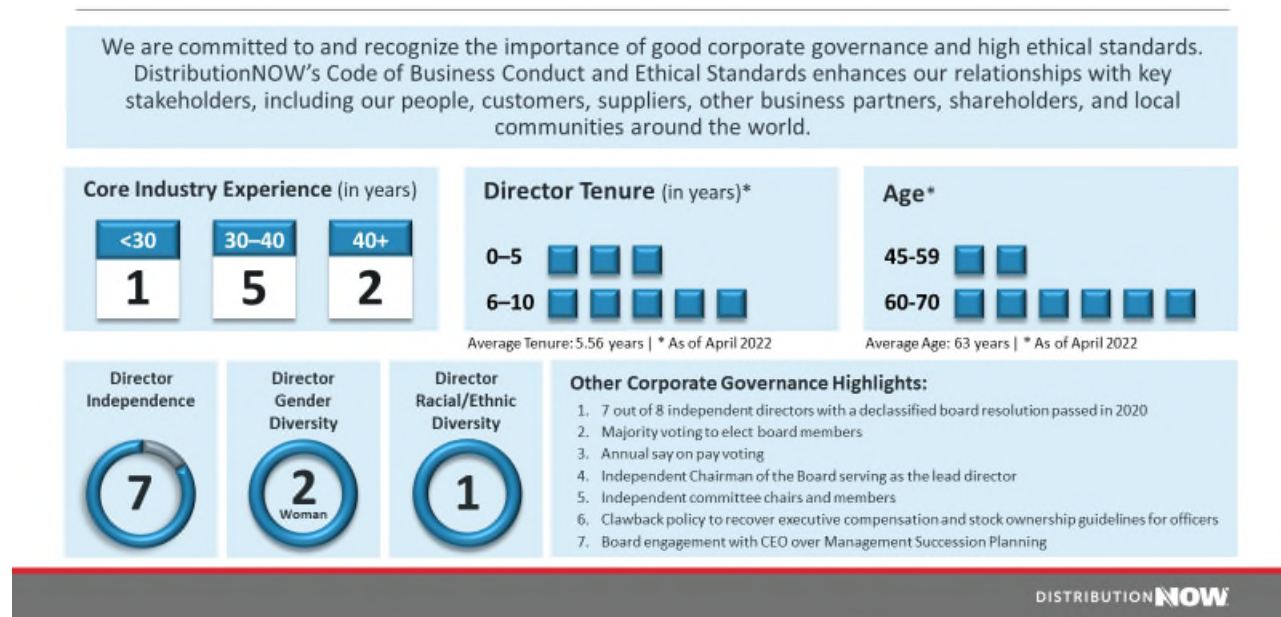 We are committed to and recognize the importance of good corporate governance and high ethical standards.
DistributionNOW’s Code of Business Conduct and Ethical Standards enhances our relationships with key
stakeholders, including our people, customers, suppliers, other business partners, shareholders, and local
communities around the world.
Core Industry Experience (in years)
<30
1
30–40
5
40+
2
Director Tenure (in years)*
0–5
6–10
Average Tenure: 5.56 years | * As of April 2022
Age*
45-59
60-70
Average Age: 63 years | * As of April 2022
Director
Independence
7
Director
Gender
Diversity
2
Woman
Director
Racial/Ethnic
Diversity
1
Other Corporate Governance Highlights:
1. 7 out of 8 independent directors with a declassified board resolution passed in 2020
2. Majority voting to elect board members
3. Annual say on pay voting
4. Independent Chairman of the Board serving as the lead director
5. Independent committee chairs and members
6. Clawback policy to recover executive compensation and stock ownership guidelines for officers
7. Board engagement with CEO over Management Succession Planning
DISTRIBUTION NOW